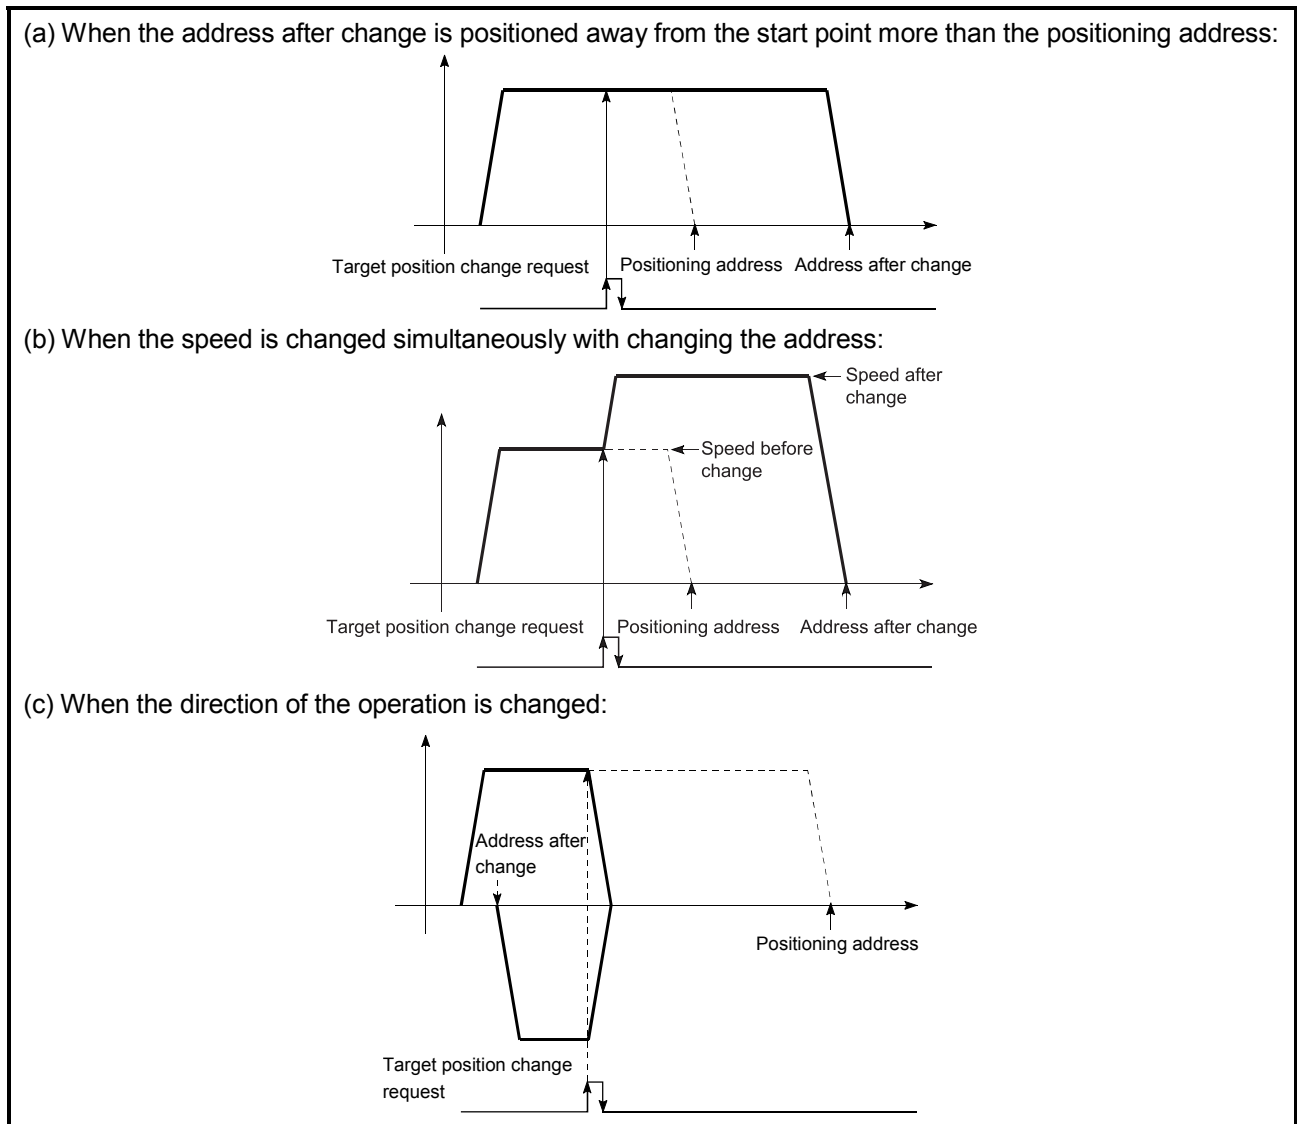 (a) When the address after change is positioned away from the start point more than the positioning address:
Target position change request
Positioning address
Address after change
(b) When the speed is changed simultaneously with changing the address:
Speed after
change
Speed before
change
Target position change request
Positioning address
Address after change
(c) When the direction of the operation is changed:
Address after
change
Positioning address
Target position change
request